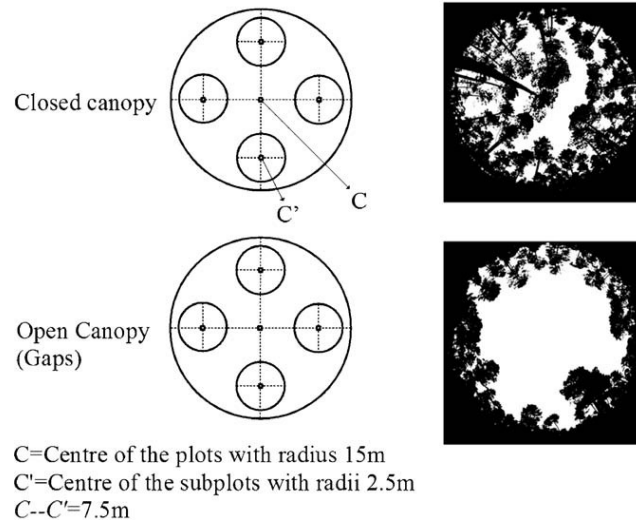 Closed canopy
C'
C
Open Canopy
(Gaps)
C=Centre of the plots with radius 15m
C'=Centre of the subplots with radii 2.5m
C--C'=7.5m